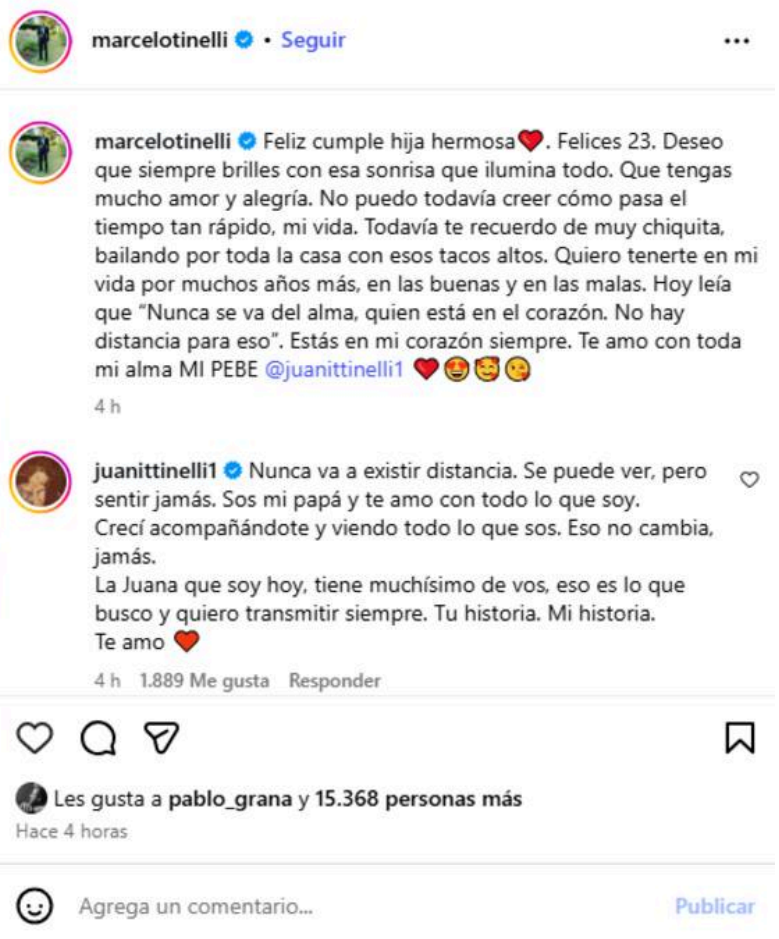 marcelotinelli • Seguir
marcelotinelli Feliz cumple hija hermosa❤️. Felices 23. Deseo
que siempre brilles con esa sonrisa que ilumina todo. Que tengas
mucho amor y alegría. No puedo todavía creer cómo pasa el
tiempo tan rápido, mi vida. Todavía te recuerdo de muy chiquita,
bailando por toda la casa con esos tacos altos. Quiero tenerte en mi
vida por muchos años más, en las buenas y en las malas. Hoy leía
que “Nunca se va del alma, quien está en el corazón. No hay
distancia para eso”. Estás en mi corazón siempre. Te amo con toda
mi alma MI PEBE @juanittinelli1 ❤️😍🥰😘
4 h
juanittinelli1 Nunca va a existir distancia. Se puede ver, pero
sentir jamás. Sos mi papá y te amo con todo lo que soy.
Crecí acompañándote y viendo todo lo que sos. Eso no cambia,
jamás.
La Juana que soy hoy, tiene muchísimo de vos, eso es lo que
busco y quiero transmitir siempre. Tu historia. Mi historia.
Te amo ❤️
4 h 1.889 Me gusta Responder
Les gusta a pablo_grana y 15.368 personas más
Hace 4 horas
Agrega un comentario... Publicar